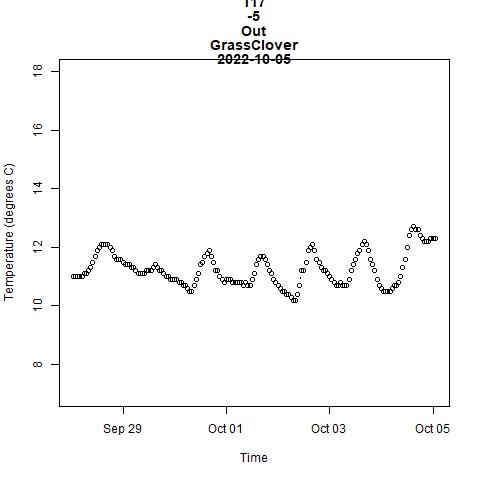 T17
-5
Out
GrassClover
2022-10-05
18
16
14
12
10
8
Temperature (degrees C)
Sep 29
Oct 01
Oct 03
Oct 05
Time